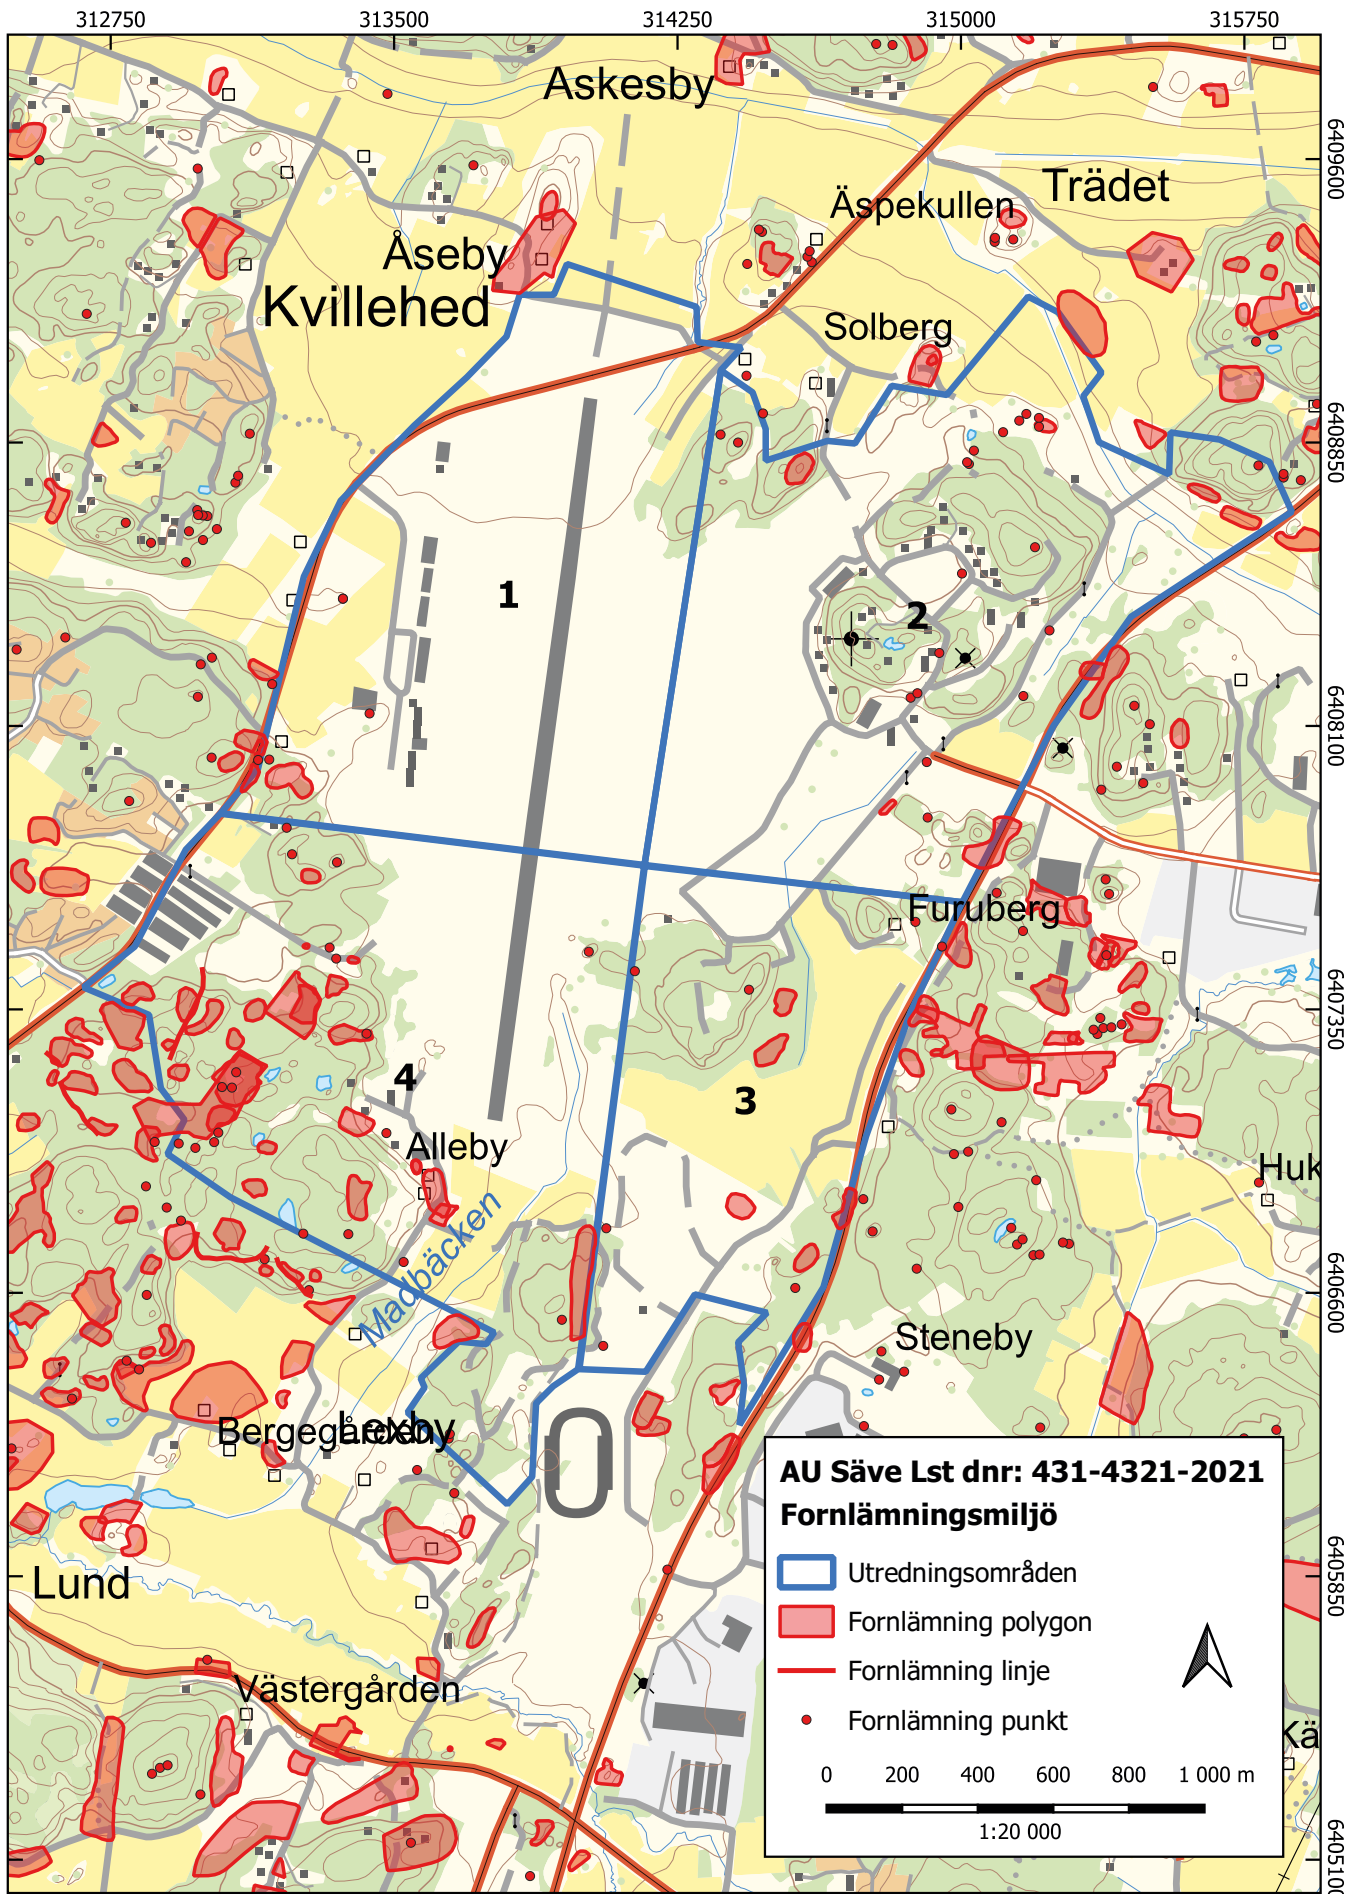 312750 313500 314250 315000 315750
Askesby
6409600
Trädet
Äspekullen
Åseby
Kvillehed
Solberg
6408850
1
2
6408100
Furuberg
6407350
4
3
Alleby
Huk
Madbäcken
6406600
Steneby
Bergegården
Lexby
AU Säve Lst dnr: 431-4321-2021
Fornlämningsmiljö
Utredningsområden
Fornlämning polygon
Fornlämning linje
Fornlämning punkt
0 200 400 600 800 1 000 m
1:20 000
6405850
Lund
Västergården
Kä
6405100